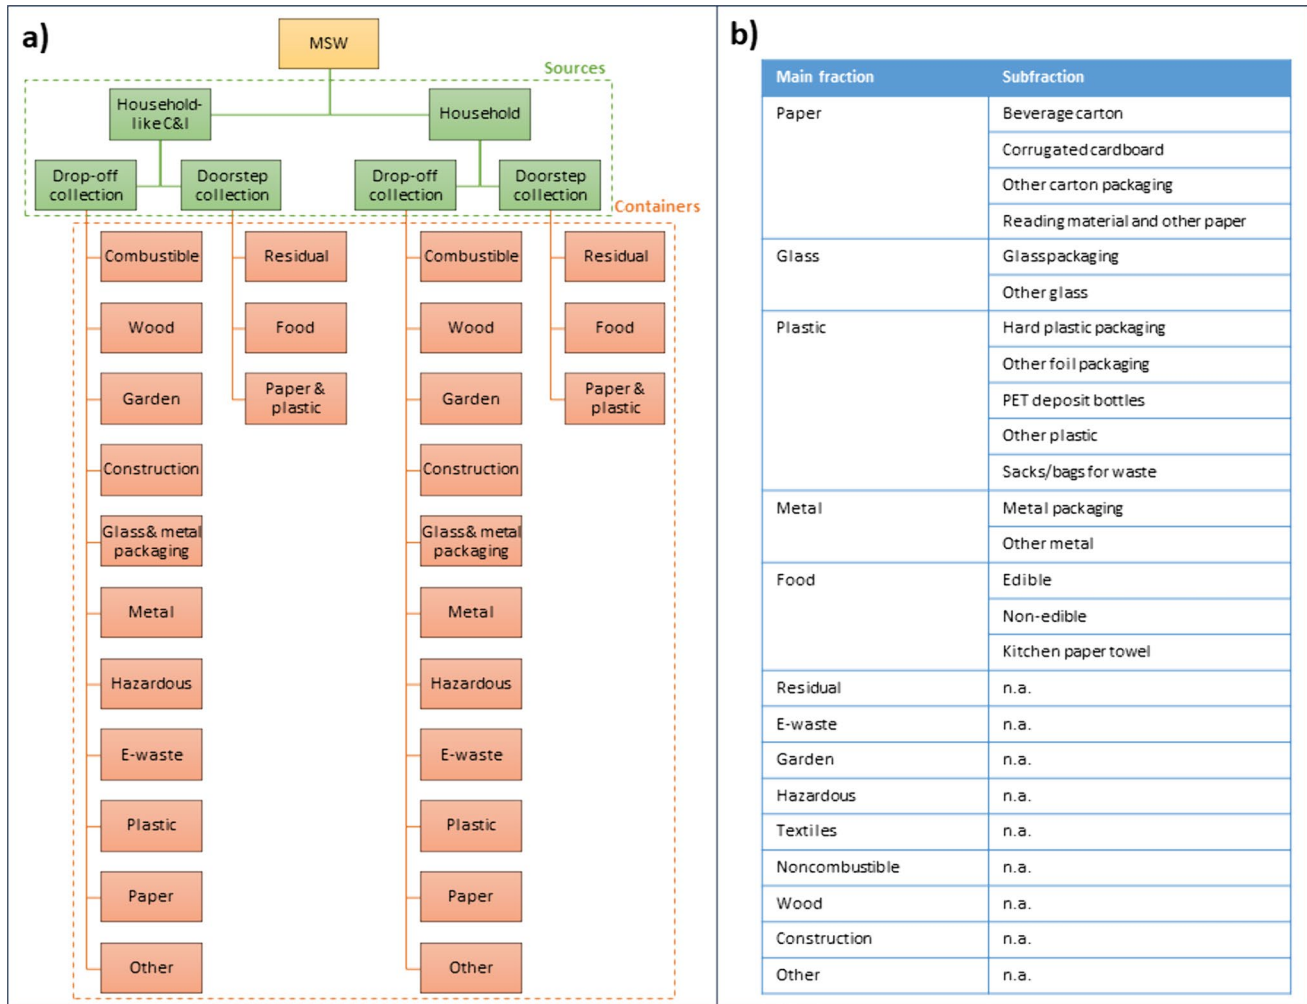 a)
MSW
Sources
Household-
like C&I
Household
Drop-off
collection
Doorstep
collection
Drop-off
collection
Doorstep
collection
Containers
Combustible
Residual
Combustible
Residual
Wood
Food
Wood
Food
Garden
Paper &
plastic
Garden
Paper &
plastic
Construction
Construction
Glass & metal
packaging
Glass & metal
packaging
Metal
Metal
Hazardous
Hazardous
E-waste
E-waste
Plastic
Plastic
Paper
Paper
Other
Other
b)
Main fraction Subfraction
Paper Beverage carton
Corrugated cardboard
Other carton packaging
Reading material and other paper
Glass Glass packaging
Other glass
Plastic Hard plastic packaging
Other foil packaging
PET deposit bottles
Other plastic
Sacks/bags for waste
Metal Metal packaging
Other metal
Food Edible
Non-edible
Kitchen paper towel
Residual n.a.
E-waste n.a.
Garden n.a.
Hazardous n.a.
Textiles n.a.
Noncombustible n.a.
Wood n.a.
Construction n.a.
Other n.a.